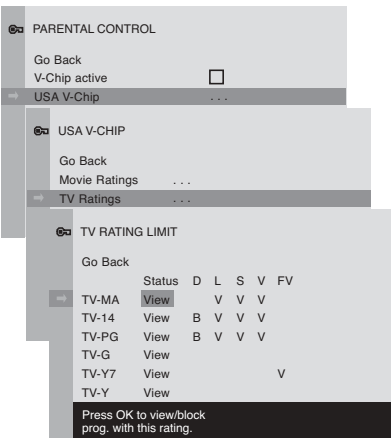 PARENTAL CONTROL
Go Back
V-Chip active
USA V-Chip . . .
USA V-CHIP
Go Back
Movie Ratings . . .
TV Ratings . . .
TV RATING LIMIT
Go Back
Status D L S V FV
TV-MA View V V V
TV-14 View B V V V
TV-PG View B V V V
TV-G View
TV-Y7 View V
TV-Y View
Press OK to view/block
prog. with this rating.